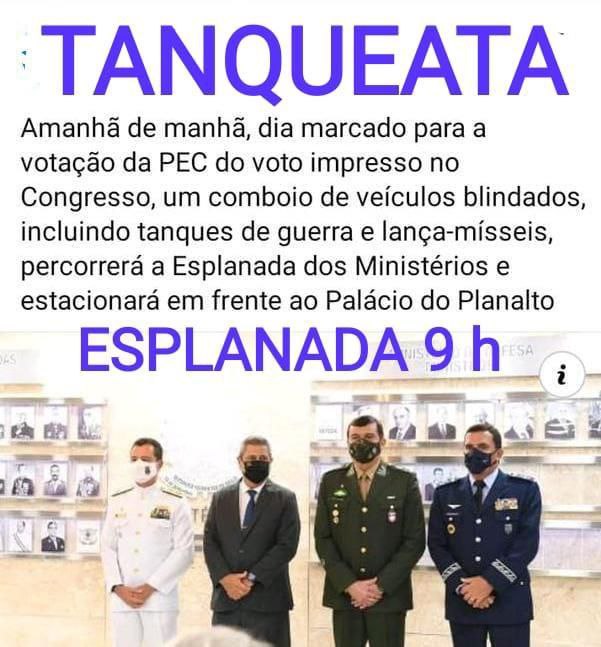 TANQUEATA
Amanhã de manhã, dia marcado para a
votação da PEC do voto impresso no
Congresso, um comboio de veículos blindados,
incluindo tanques de guerra e lança-mísseis,
percorrerá a Esplanada dos Ministérios e
estacionará em frente ao Palácio do Planalto
ESPLANADA 9 h
i